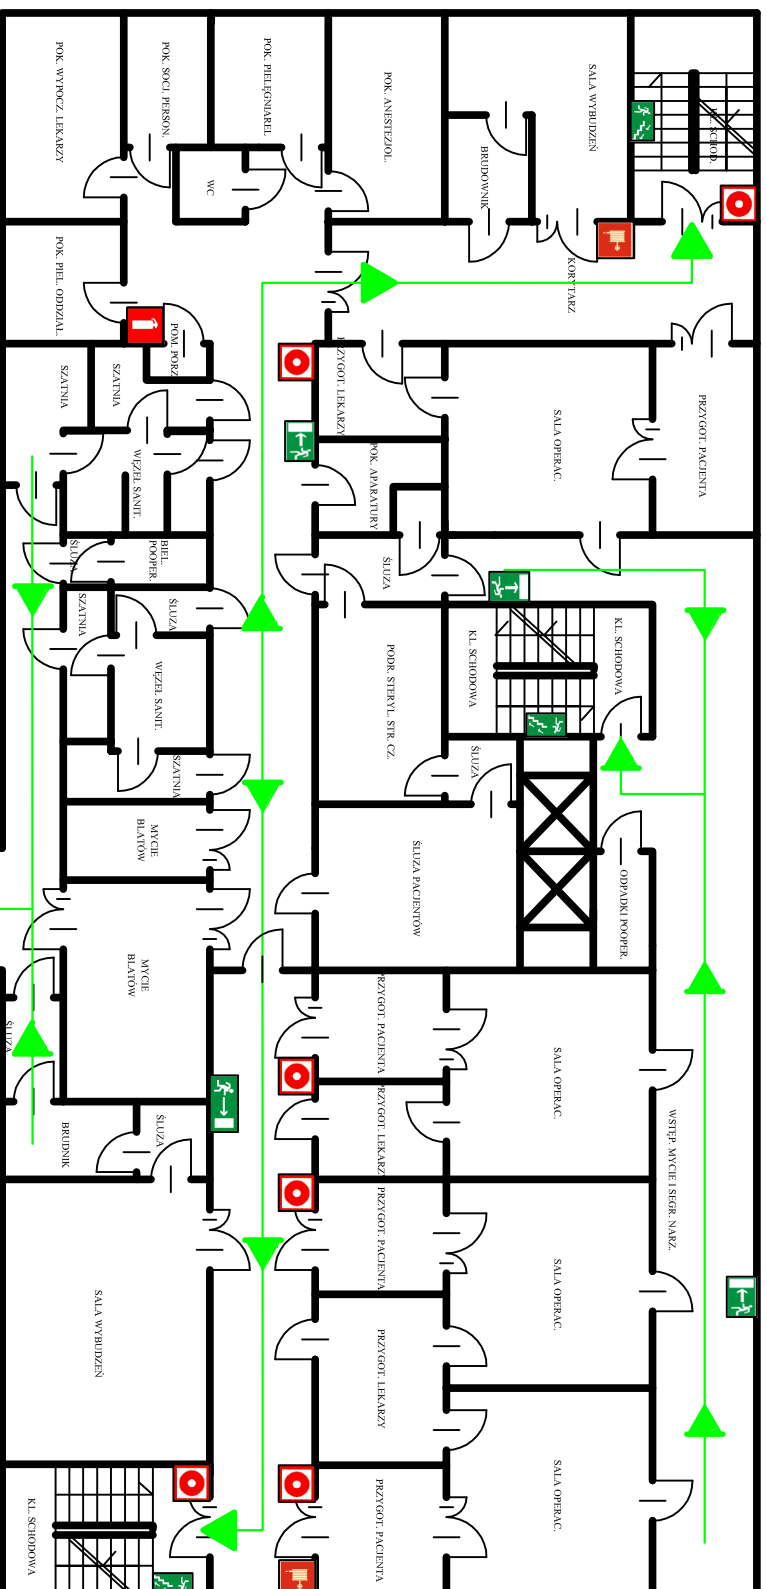 POK. WYPOCZ. LEKARZY
POK. SOCJ. PERSON.
POK. PIELĘGNIAREK
POK. ANESTEZJOL.
SALA WYBUDZEŃ
KL. SCHOD.
WC
BRUDOWNIK
POK. PIEL. ODDZIAŁ.
POM. PORZ.
KORYTARZ
SZATNIA
SZATNIA
PRZYGOT. LEKARZY
SALA OPERAC.
PRZYGOT. PACJENTA
WĘZEŁ SANIT.
POK. APARATURY
ŚLUZA
BIEL.
POOPER.
ŚLUZA
SZATNIA
ŚLUZA
WĘZEŁ SANIT.
PODR. STERYL. STR. CZ.
KL. SCHODOWA
KL. SCHODOWA
SZATNIA
ŚLUZA
MYCIE
BLATÓW
ŚLUZA PACJENTÓW
ODPADKI POOPER.
MYCIE
BLATÓW
PRZYGOT. PACJENTA
SALA OPERAC.
ŚLUZA
BRUDNIK
ŚLUZA
PRZYGOT. LEKARZY
WSTĘP. MYCIE I SEGR. NARZ.
PRZYGOT. PACJENTA
SALA OPERAC.
SALA WYBUDZEŃ
PRZYGOT. LEKARZY
KL. SCHODOWA
PRZYGOT. PACJENTA
SALA OPERAC.